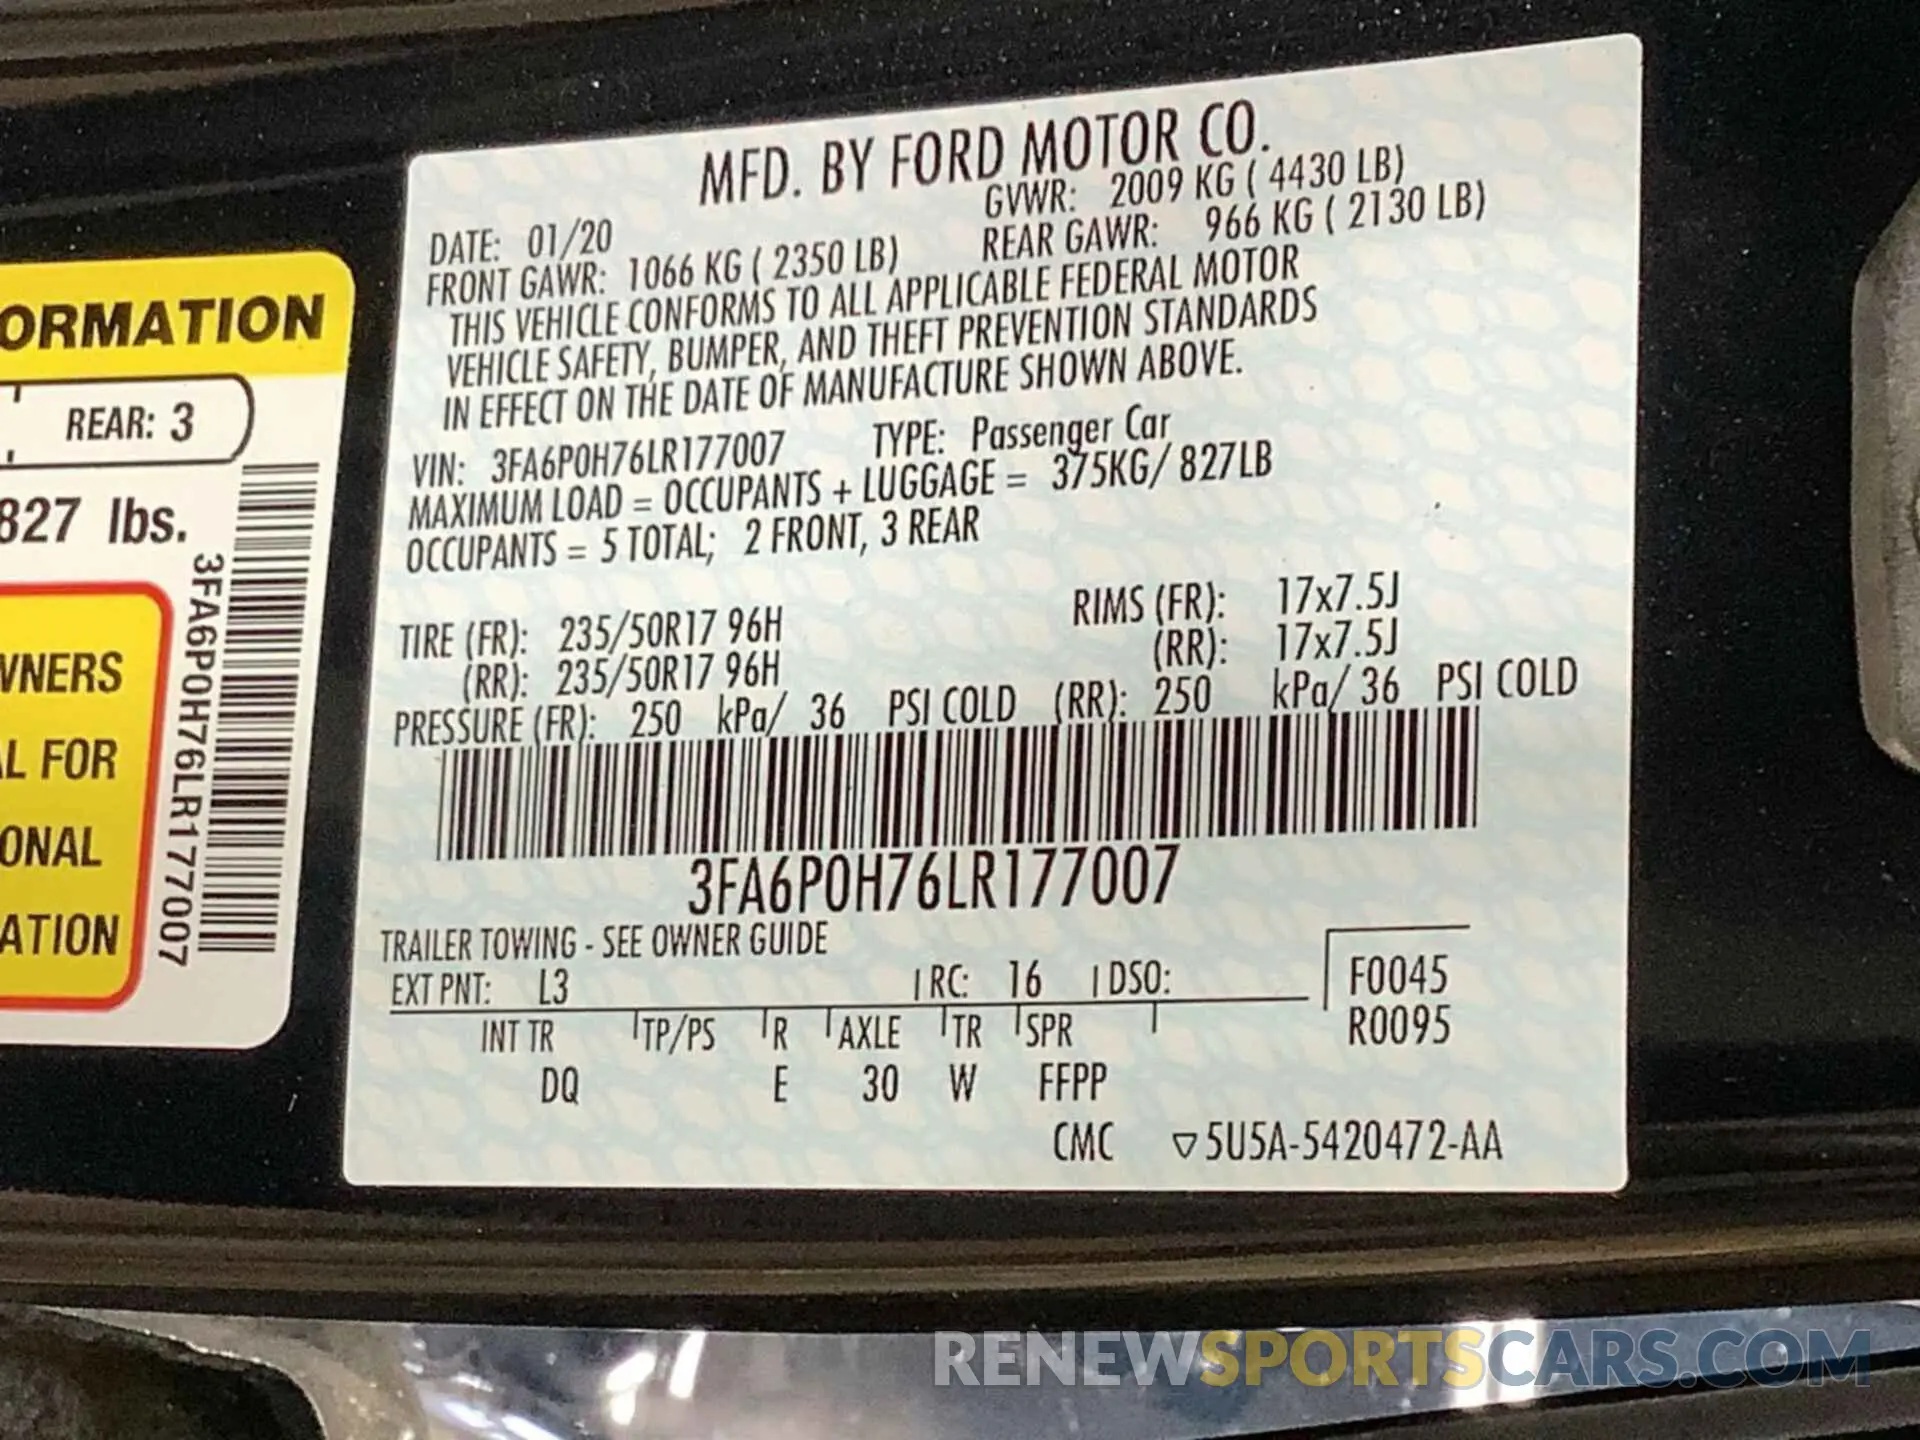 MFD. BY FORD MOTOR CO.
DATE: 01/20 GVWR: 2009 KG ( 4430 LB)
FRONT GAWR: 1066 KG ( 2350 LB) REAR GAWR: 966 KG ( 2130 LB)
THIS VEHICLE CONFORMS TO ALL APPLICABLE FEDERAL MOTOR
VEHICLE SAFETY, BUMPER, AND THEFT PREVENTION STANDARDS
IN EFFECT ON THE DATE OF MANUFACTURE SHOWN ABOVE.
VIN: 3FA6P0H76LR177007 TYPE: Passenger Car
MAXIMUM LOAD = OCCUPANTS + LUGGAGE = 375KG/ 827LB
OCCUPANTS = 5 TOTAL; 2 FRONT, 3 REAR
TIRE (FR): 235/50R17 96H RIMS (FR): 17x7.5J
(RR): 235/50R17 96H (RR): 17x7.5J
PRESSURE (FR): 250 kPa/ 36 PSI COLD (RR): 250 kPa/ 36 PSI COLD
3FA6P0H76LR177007
TRAILER TOWING - SEE OWNER GUIDE
EXT PNT: L3 RC: 16 DSO: F0045
INT TR TP/PS R AXLE TR SPR R0095
DQ E 30 W FFPP
CMC 5U5A-5420472-AA
ORMATION
REAR: 3
827 lbs.
WNERS
AL FOR
ONAL
ATION
3FA6P0H76LR177007
RENEWSPORTSCARS.COM